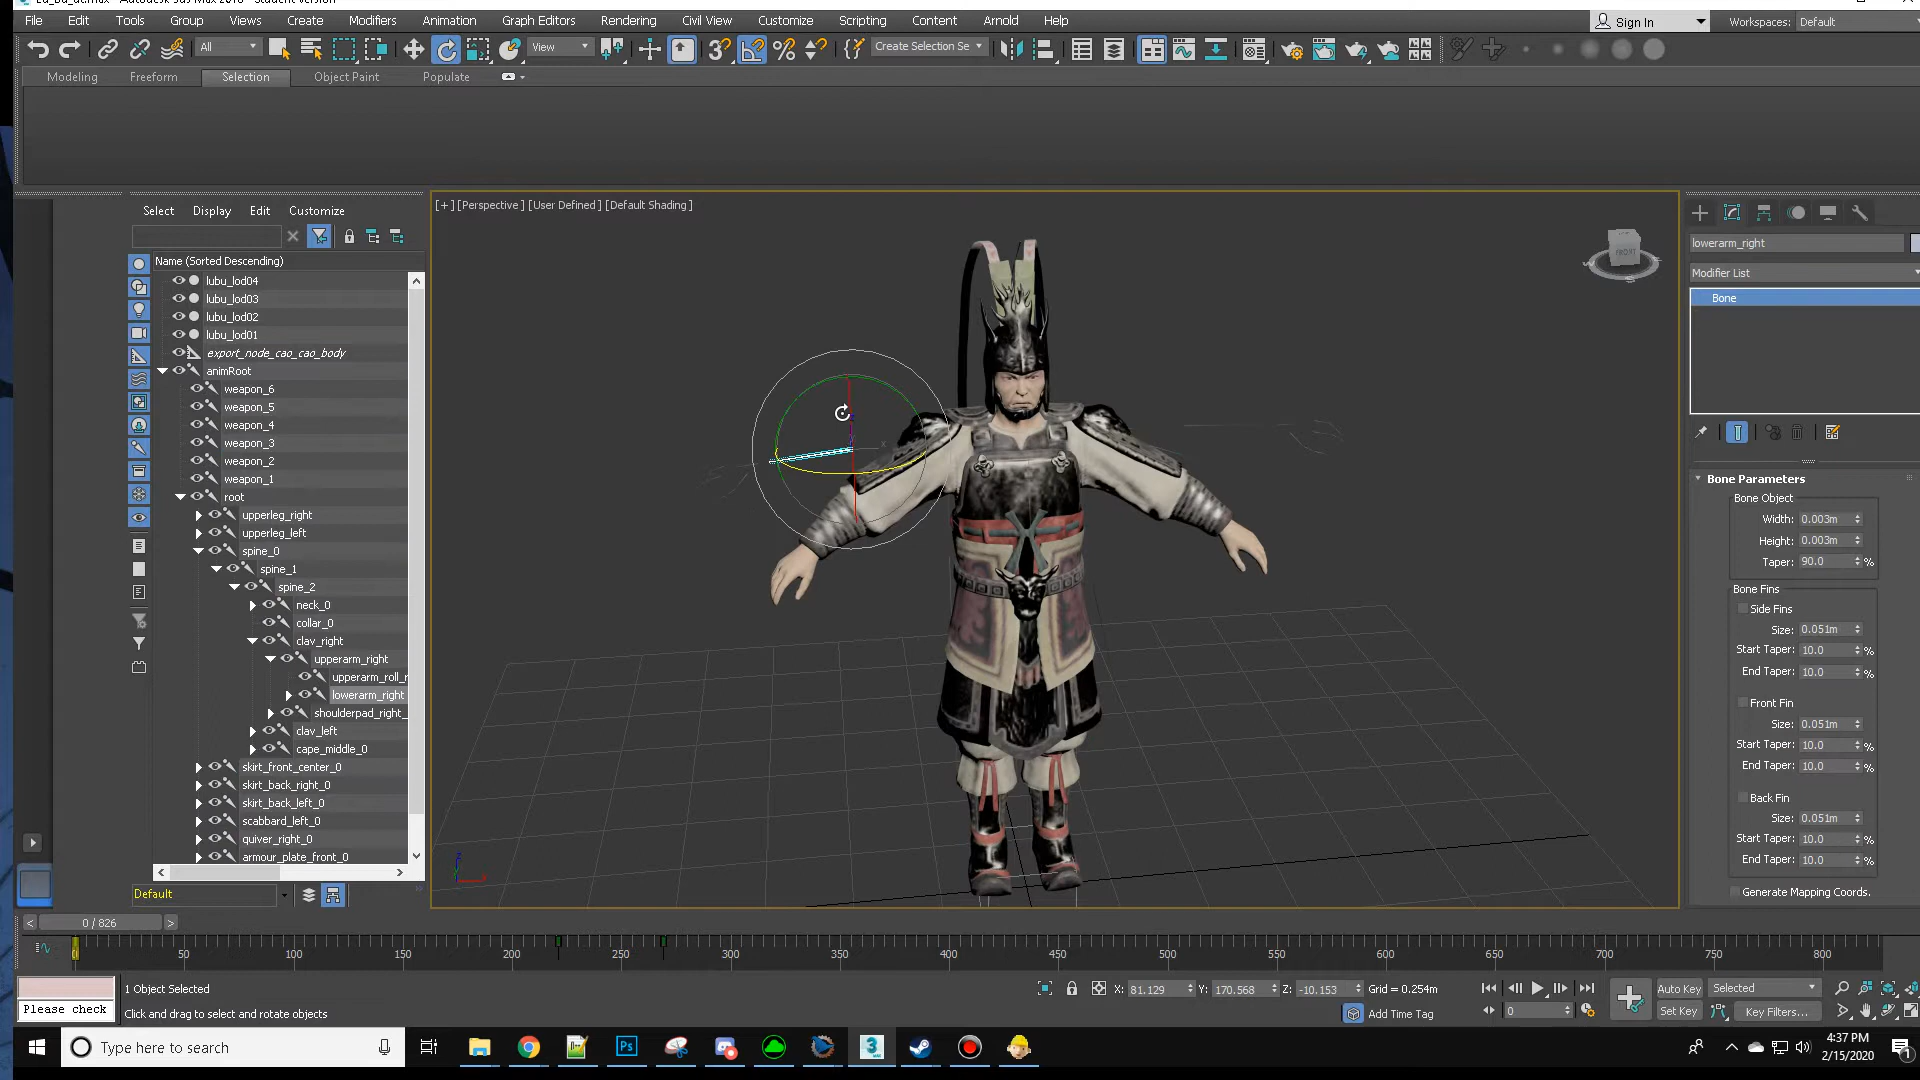 File Edit Tools Group Views Create Modifiers Animation Graph Editors Rendering Civil View Customize Scripting Content Arnold Help Sign In Workspaces: Default
All View Create Selection Se
Modeling Freeform Selection Object Paint Populate
Select Display Edit Customize
[+] [Perspective] [User Defined] [Default Shading]
Name (Sorted Descending)
lubu_lod04
lubu_lod03
lubu_lod02
lubu_lod01
export_node_cao_cao_body
animRoot
weapon_6
weapon_5
weapon_4
weapon_3
weapon_2
weapon_1
root
upperleg_right
upperleg_left
spine_0
spine_1
spine_2
neck_0
collar_0
clav_right
upperarm_right
upperarm_roll_r
lowerarm_right
shoulderpad_right_
clav_left
cape_middle_0
skirt_front_center_0
skirt_back_right_0
skirt_back_left_0
scabbard_left_0
quiver_right_0
armour_plate_front_0
Default
lowerarm_right
Modifier List
Bone
Bone Parameters
Bone Object
Width: 0.003m
Height: 0.003m
Taper: 90.0 %
Bone Fins
Side Fins
Size: 0.051m
Start Taper: 10.0 %
End Taper: 10.0 %
Front Fin
Size: 0.051m
Start Taper: 10.0 %
End Taper: 10.0 %
Back Fin
Size: 0.051m
Start Taper: 10.0 %
End Taper: 10.0 %
Generate Mapping Coords.
< 0 / 826 >
0 50 100 150 200 250 300 350 400 450 500 550 600 650 700 750 800
Please check
1 Object Selected
Click and drag to select and rotate objects
X: 81.129 Y: 170.568 Z: -10.153 Grid = 0.254m
Add Time Tag
0
Auto Key Selected
Set Key Key Filters...
Type here to search
4:37 PM
2/15/2020